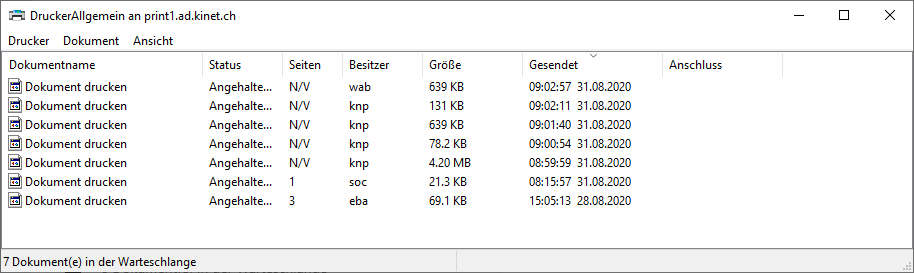 DruckerAllgemein an print1.ad.kinet.ch
Drucker Dokument Ansicht
Dokumentname Status Seiten Besitzer Größe Gesendet Anschluss
Dokument drucken Angehalte... N/V wab 639 KB 09:02:57 31.08.2020
Dokument drucken Angehalte... N/V knp 131 KB 09:02:11 31.08.2020
Dokument drucken Angehalte... N/V knp 639 KB 09:01:40 31.08.2020
Dokument drucken Angehalte... N/V knp 78.2 KB 09:00:54 31.08.2020
Dokument drucken Angehalte... N/V knp 4.20 MB 08:59:59 31.08.2020
Dokument drucken Angehalte... 1 soc 21.3 KB 08:15:57 31.08.2020
Dokument drucken Angehalte... 3 eba 69.1 KB 15:05:13 28.08.2020
7 Dokument(e) in der Warteschlange